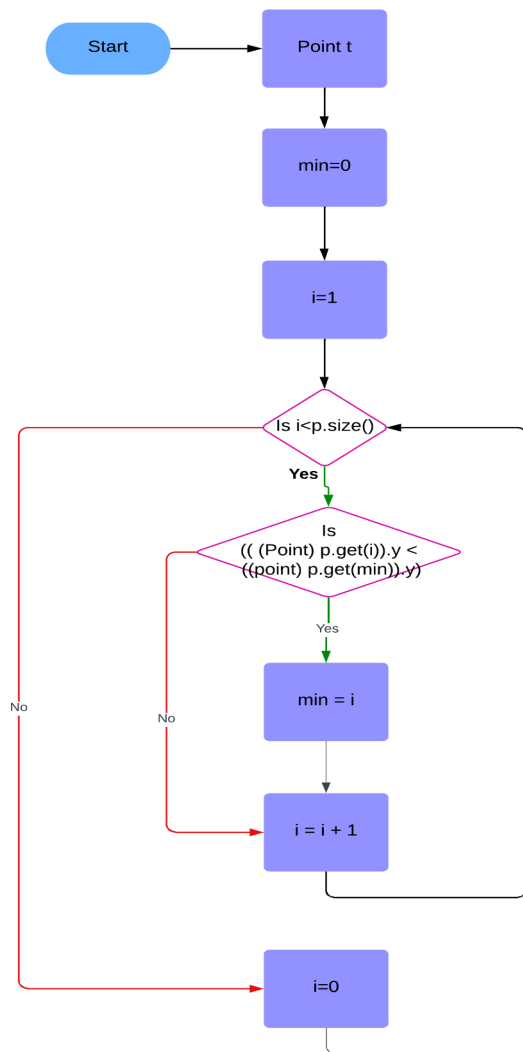 Start
Point t
min=0
i=1
Is i<p.size()
Yes
Is
(( (Point) p.get(i)).y <
((point) p.get(min)).y)
Yes
min = i
No
No
i = i + 1
i=0